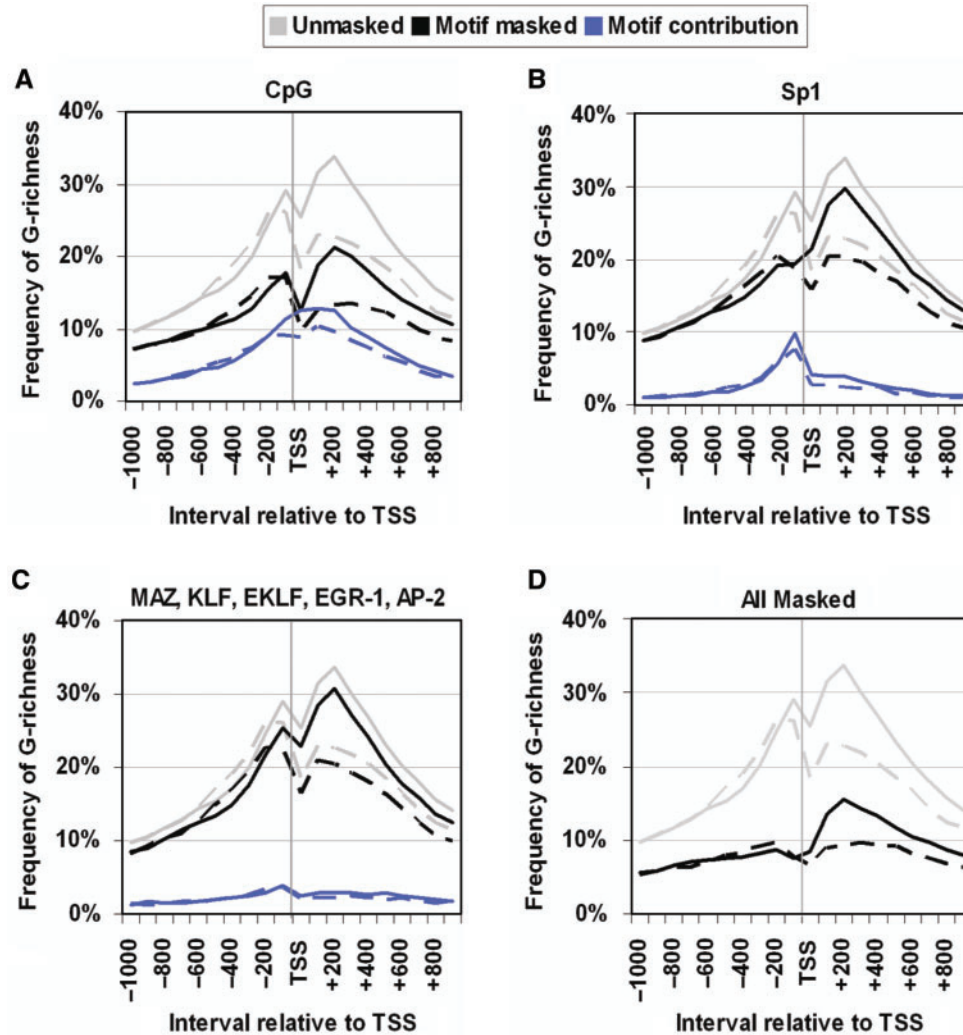 Unmasked Motif masked Motif contribution
A
CpG
Frequency of G-richness
40%
30%
20%
10%
0%
−1000
−800
−600
−400
−200
TSS
+200
+400
+600
+800
Interval relative to TSS
B
Sp1
Frequency of G-richness
40%
30%
20%
10%
0%
−1000
−800
−600
−400
−200
TSS
+200
+400
+600
+800
Interval relative to TSS
C
MAZ, KLF, EKLF, EGR-1, AP-2
Frequency of G-richness
40%
30%
20%
10%
0%
−1000
−800
−600
−400
−200
TSS
+200
+400
+600
+800
Interval relative to TSS
D
All Masked
Frequency of G-richness
40%
30%
20%
10%
0%
−1000
−800
−600
−400
−200
TSS
+200
+400
+600
+800
Interval relative to TSS